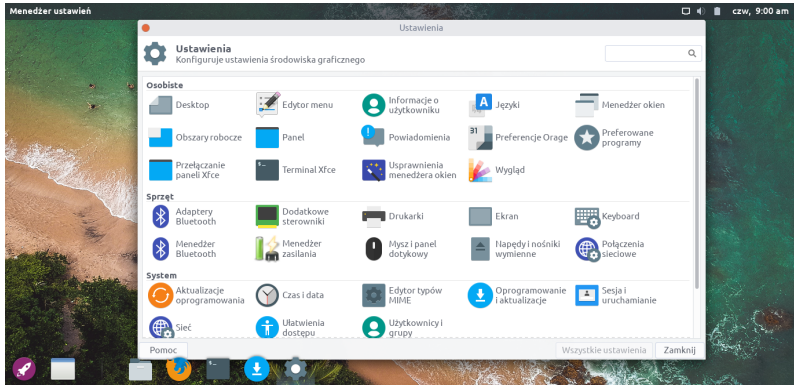 Menedżer ustawień
czw, 9:00 am
Ustawienia
Ustawienia
Konfiguruje ustawienia środowiska graficznego
Osobiste
Desktop
Edytor menu
Informacje o
użytkowniku
Języki
Menedżer okien
Obszary robocze
Panel
Powiadomienia
31
Preferencje Orage
Preferowane
programy
Przełączanie
paneli Xfce
Terminal Xfce
Usprawnienia
menedżera okien
Wygląd
Sprzęt
Adaptery
Bluetooth
Dodatkowe
sterowniki
Drukarki
Ekran
Keyboard
Menedżer
Bluetooth
Menedżer
zasilania
Mysz i panel
dotykowy
Napędy i nośniki
wymienne
Połączenia
sieciowe
System
Aktualizacje
oprogramowania
Czas i data
Edytor typów
MIME
Oprogramowanie
i aktualizacje
Sesja i
uruchamianie
Sieć
Ułatwienia
dostępu
Użytkownicy i
grupy
Pomoc
Wszystkie ustawienia
Zamknij